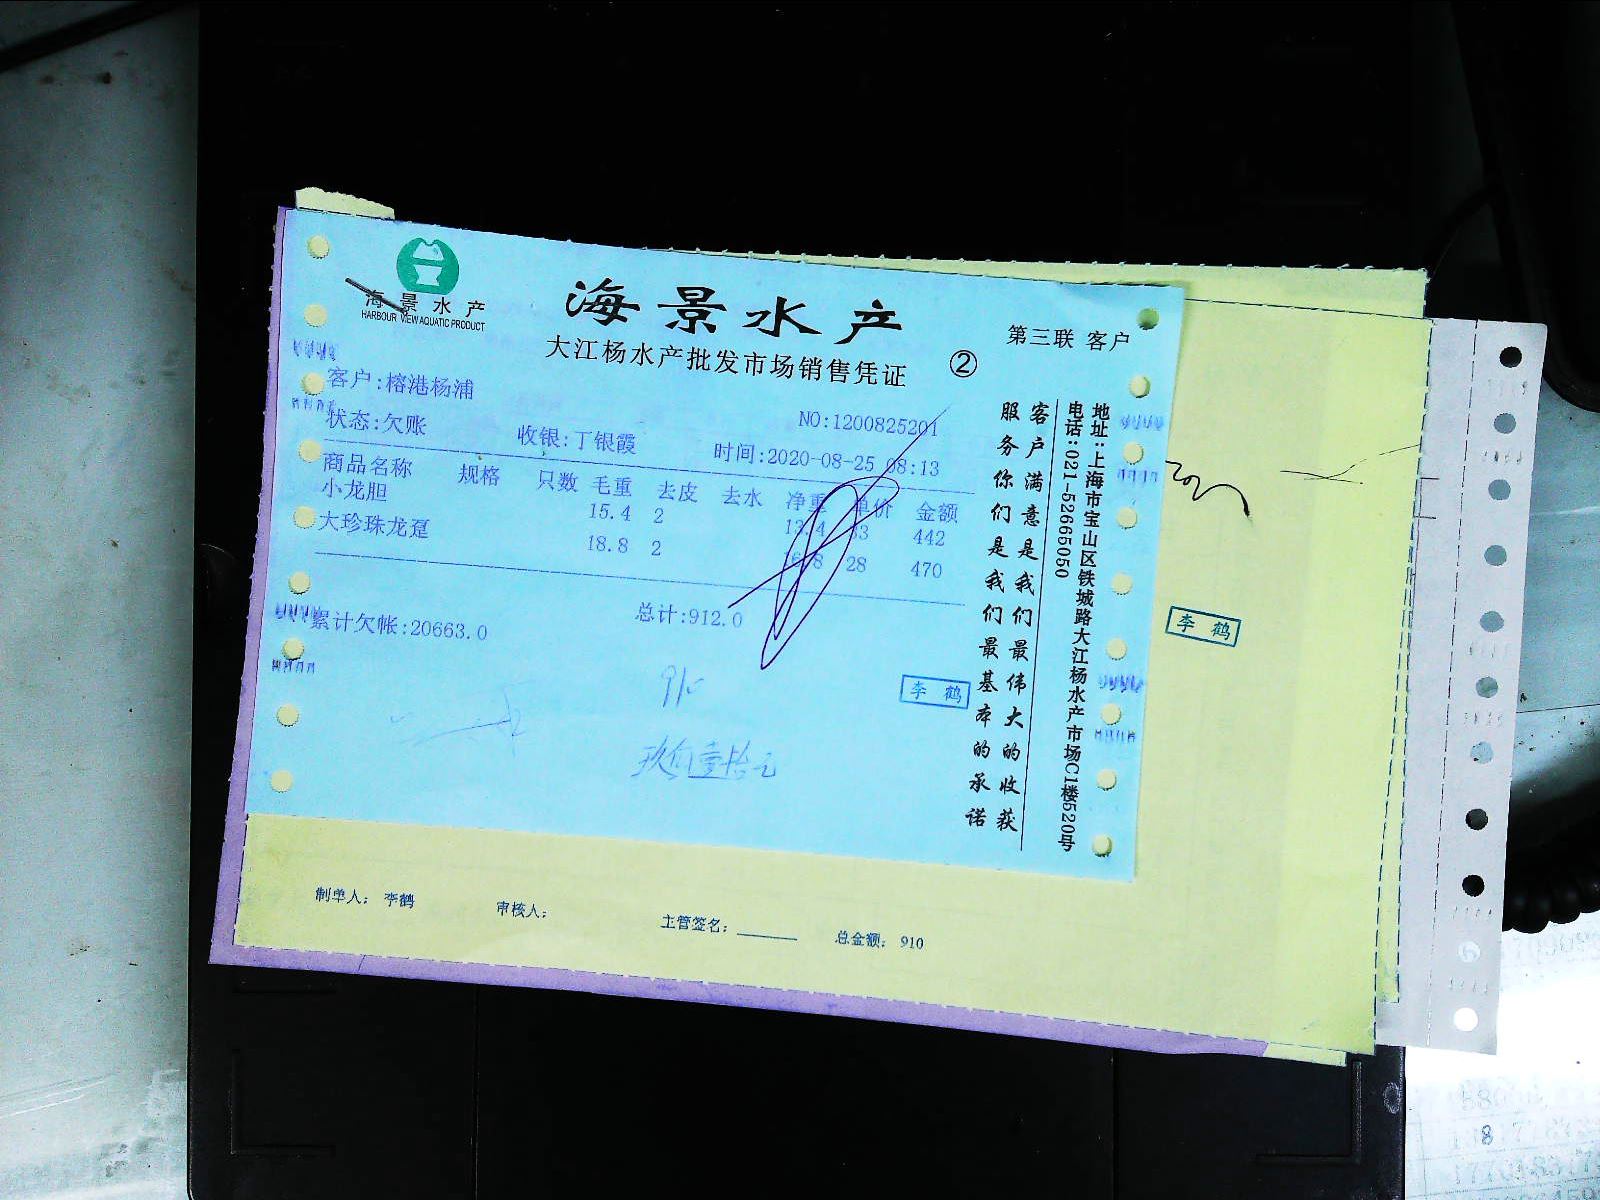 海景水产
HARBOUR VIEW AQUATIC PRODUCT
海景水产
大江杨水产批发市场销售凭证
②
第三联 客户
客户:榕港杨浦
状态:欠账
收银:丁银霞
NO:1200825201
时间:2020-08-25 08:13
商品名称 规格 只数 毛重 去皮 去水 净重 单价 金额
小龙胆 15.4 2 13.4 33 442
大珍珠龙趸 18.8 2 16.8 28 470
累计欠帐:20663.0
总计:912.0
910
玖佰壹拾元
李鹤
客户满意是我们最伟大的收获
服务你们是我们最基本的承诺
地址:上海市宝山区铁城路大江杨水产市场C1楼520号
电话:021-52665050
李鹤
制单人: 李鹤
审核人:
主管签名:
总金额: 910